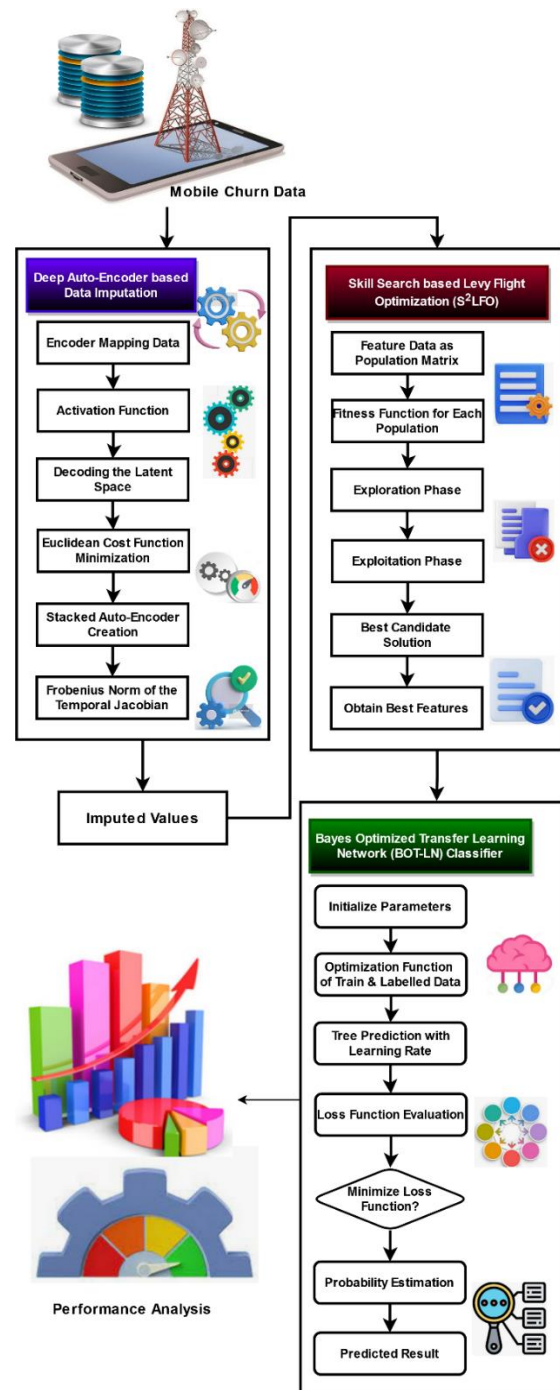 Mobile Churn Data
Deep Auto-Encoder based
Data Imputation
Encoder Mapping Data
Activation Function
Decoding the Latent
Space
Euclidean Cost Function
Minimization
Stacked Auto-Encoder
Creation
Frobenius Norm of the
Temporal Jacobian
Imputed Values
Skill Search based Levy Flight
Optimization (S²LFO)
Feature Data as
Population Matrix
Fitness Function for Each
Population
Exploration Phase
Exploitation Phase
Best Candidate
Solution
Obtain Best Features
Bayes Optimized Transfer Learning
Network (BOT-LN) Classifier
Initialize Parameters
Optimization Function
of Train & Labelled Data
Tree Prediction with
Learning Rate
Loss Function Evaluation
Minimize Loss
Function?
Probability Estimation
Predicted Result
Performance Analysis